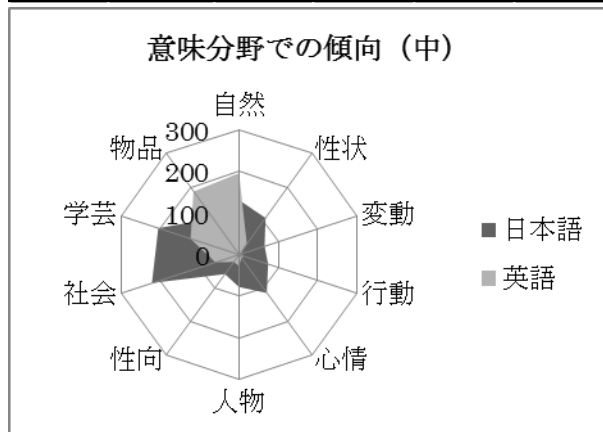 意味分野での傾向（中）
自然
性状
変動
行動
心情
人物
性向
社会
学芸
物品
300
200
100
0
日本語
英語